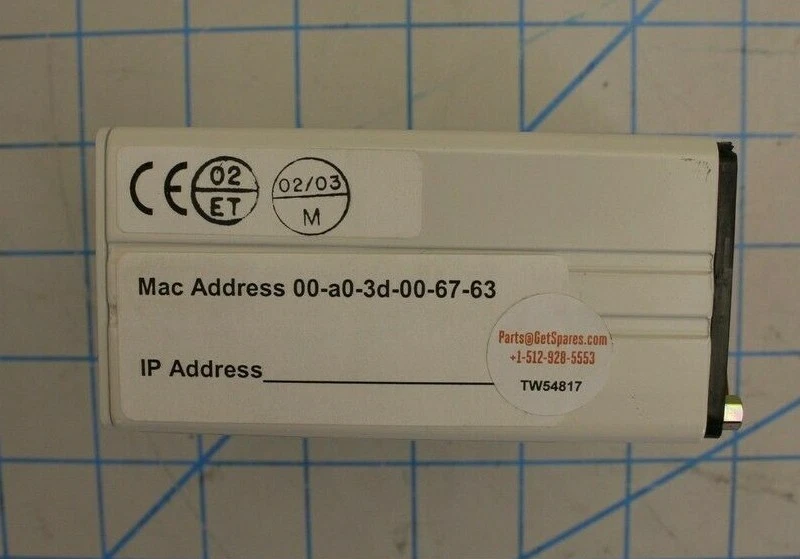 CE 02 02/03
ET M
Mac Address 00-a0-3d-00-67-63
IP Address
Parts@GetSpares.com
+1-512-928-5553
TW54817